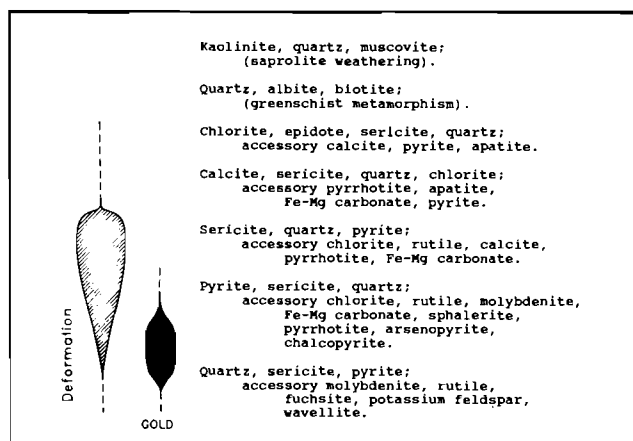 Kaolinite, quartz, muscovite;
(saprolite weathering).
Quartz, albite, biotite;
(greenschist metamorphism).
Chlorite, epidote, sericite, quartz;
accessory calcite, pyrite, apatite.
Calcite, sericite, quartz, chlorite;
accessory pyrrhotite, apatite,
Fe-Mg carbonate, pyrite.
Sericite, quartz, pyrite;
accessory chlorite, rutile, calcite,
pyrrhotite, Fe-Mg carbonate.
Pyrite, sericite, quartz;
accessory chlorite, rutile, molybdenite,
Fe-Mg carbonate, sphalerite,
pyrrhotite, arsenopyrite,
chalcopyrite.
Quartz, sericite, pyrite;
accessory molybdenite, rutile,
fuchsite, potassium feldspar,
wavellite.
Deformation
GOLD